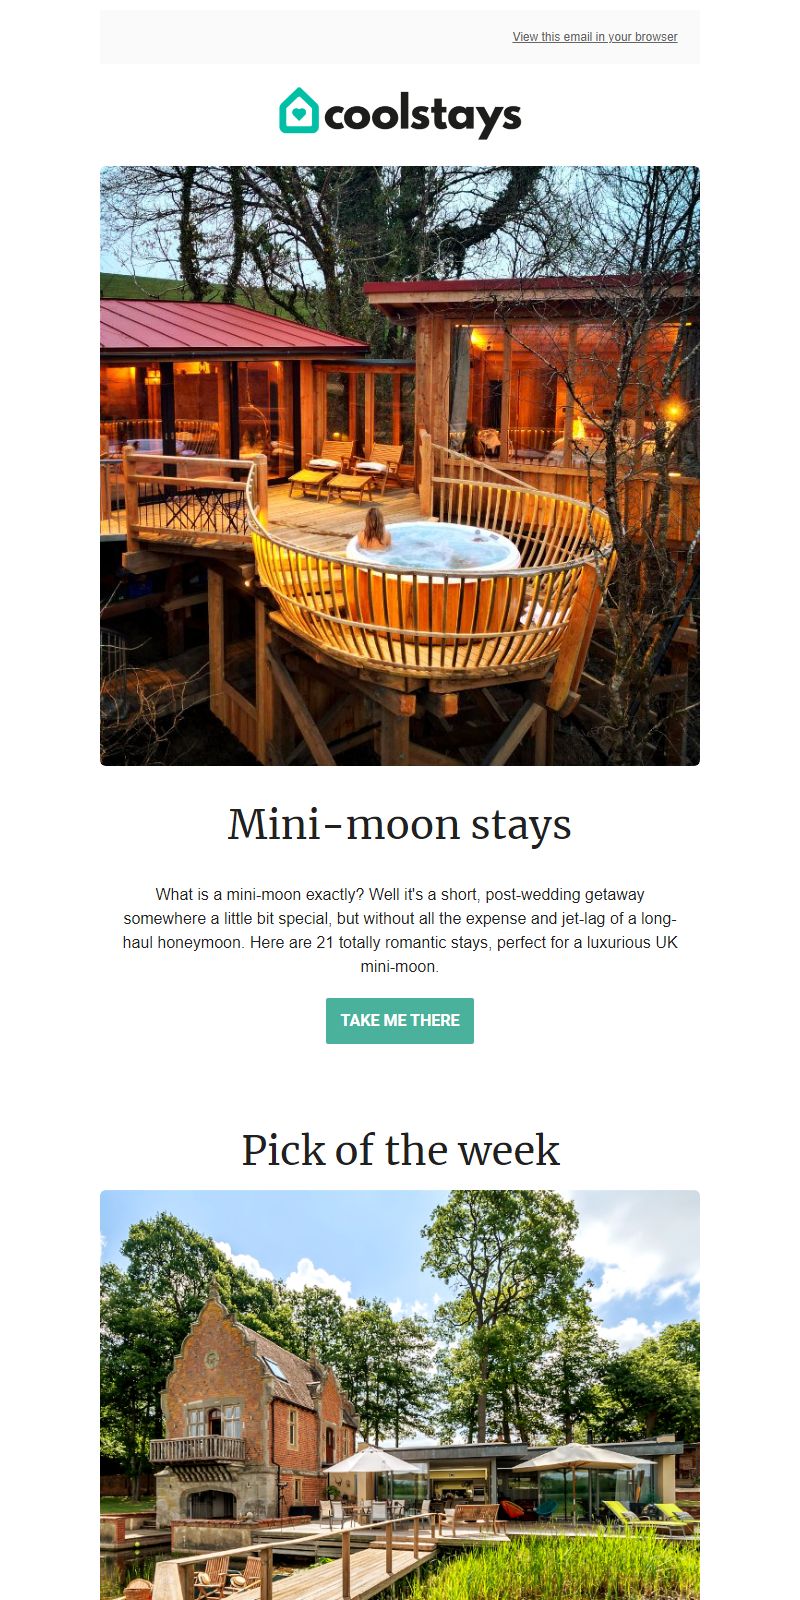 View this email in your browser
coolstays
Mini-moon stays
What is a mini-moon exactly? Well it's a short, post-wedding getaway
somewhere a little bit special, but without all the expense and jet-lag of a long-
haul honeymoon. Here are 21 totally romantic stays, perfect for a luxurious UK
mini-moon.
TAKE ME THERE
Pick of the week